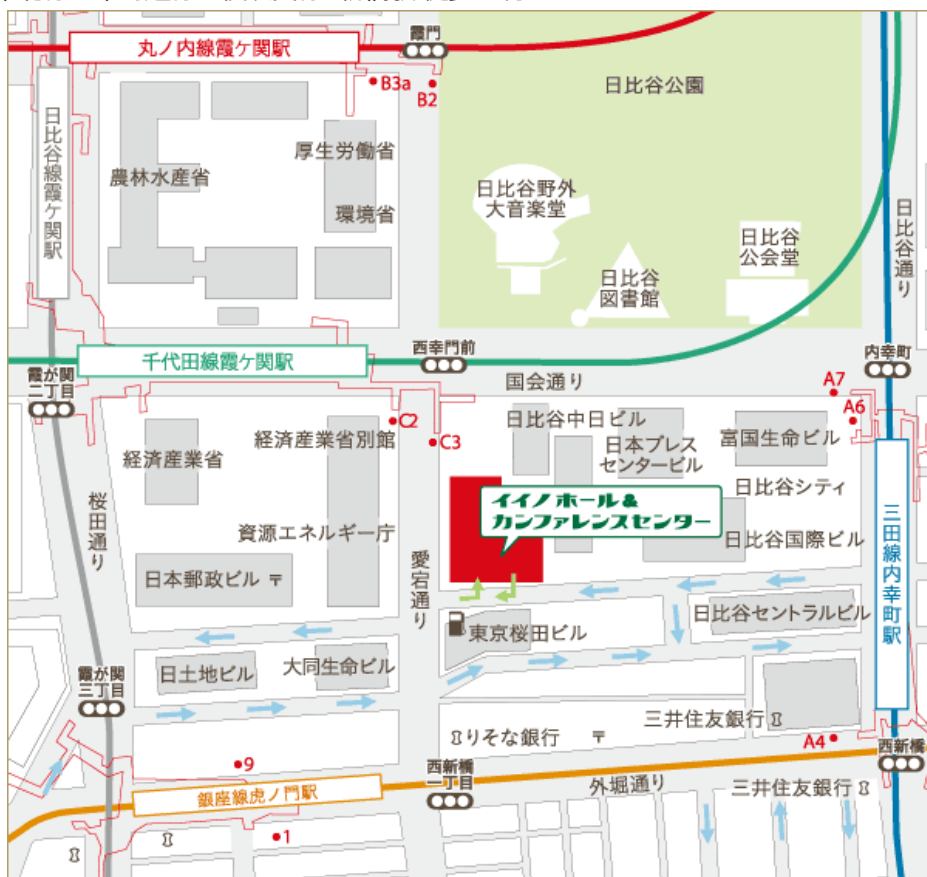 霞門
丸ノ内線霞ケ関駅
B3a
B2
日比谷公園
日比谷線霞ケ関駅
厚生労働省
農林水産省
環境省
日比谷野外
大音楽堂
日比谷
公会堂
日比谷
図書館
日比谷通り
千代田線霞ケ関駅
西幸門前
内幸町
国会通り
霞が関
二丁目
A7
A6
C2
C3
経済産業省
経済産業省別館
日比谷中日ビル
日本プレス
センタービル
富国生命ビル
日比谷シティ
イイノホール&
カンファレンスセンター
桜田通り
資源エネルギー庁
日比谷国際ビル
三田線内幸町駅
日本郵政ビル 〒
愛宕通り
東京桜田ビル
日比谷セントラルビル
日土地ビル
大同生命ビル
霞が関
三丁目
三井住友銀行
りそな銀行
〒
A4
西新橋
9
西新橋
一丁目
銀座線虎ノ門駅
外堀通り
三井住友銀行
1